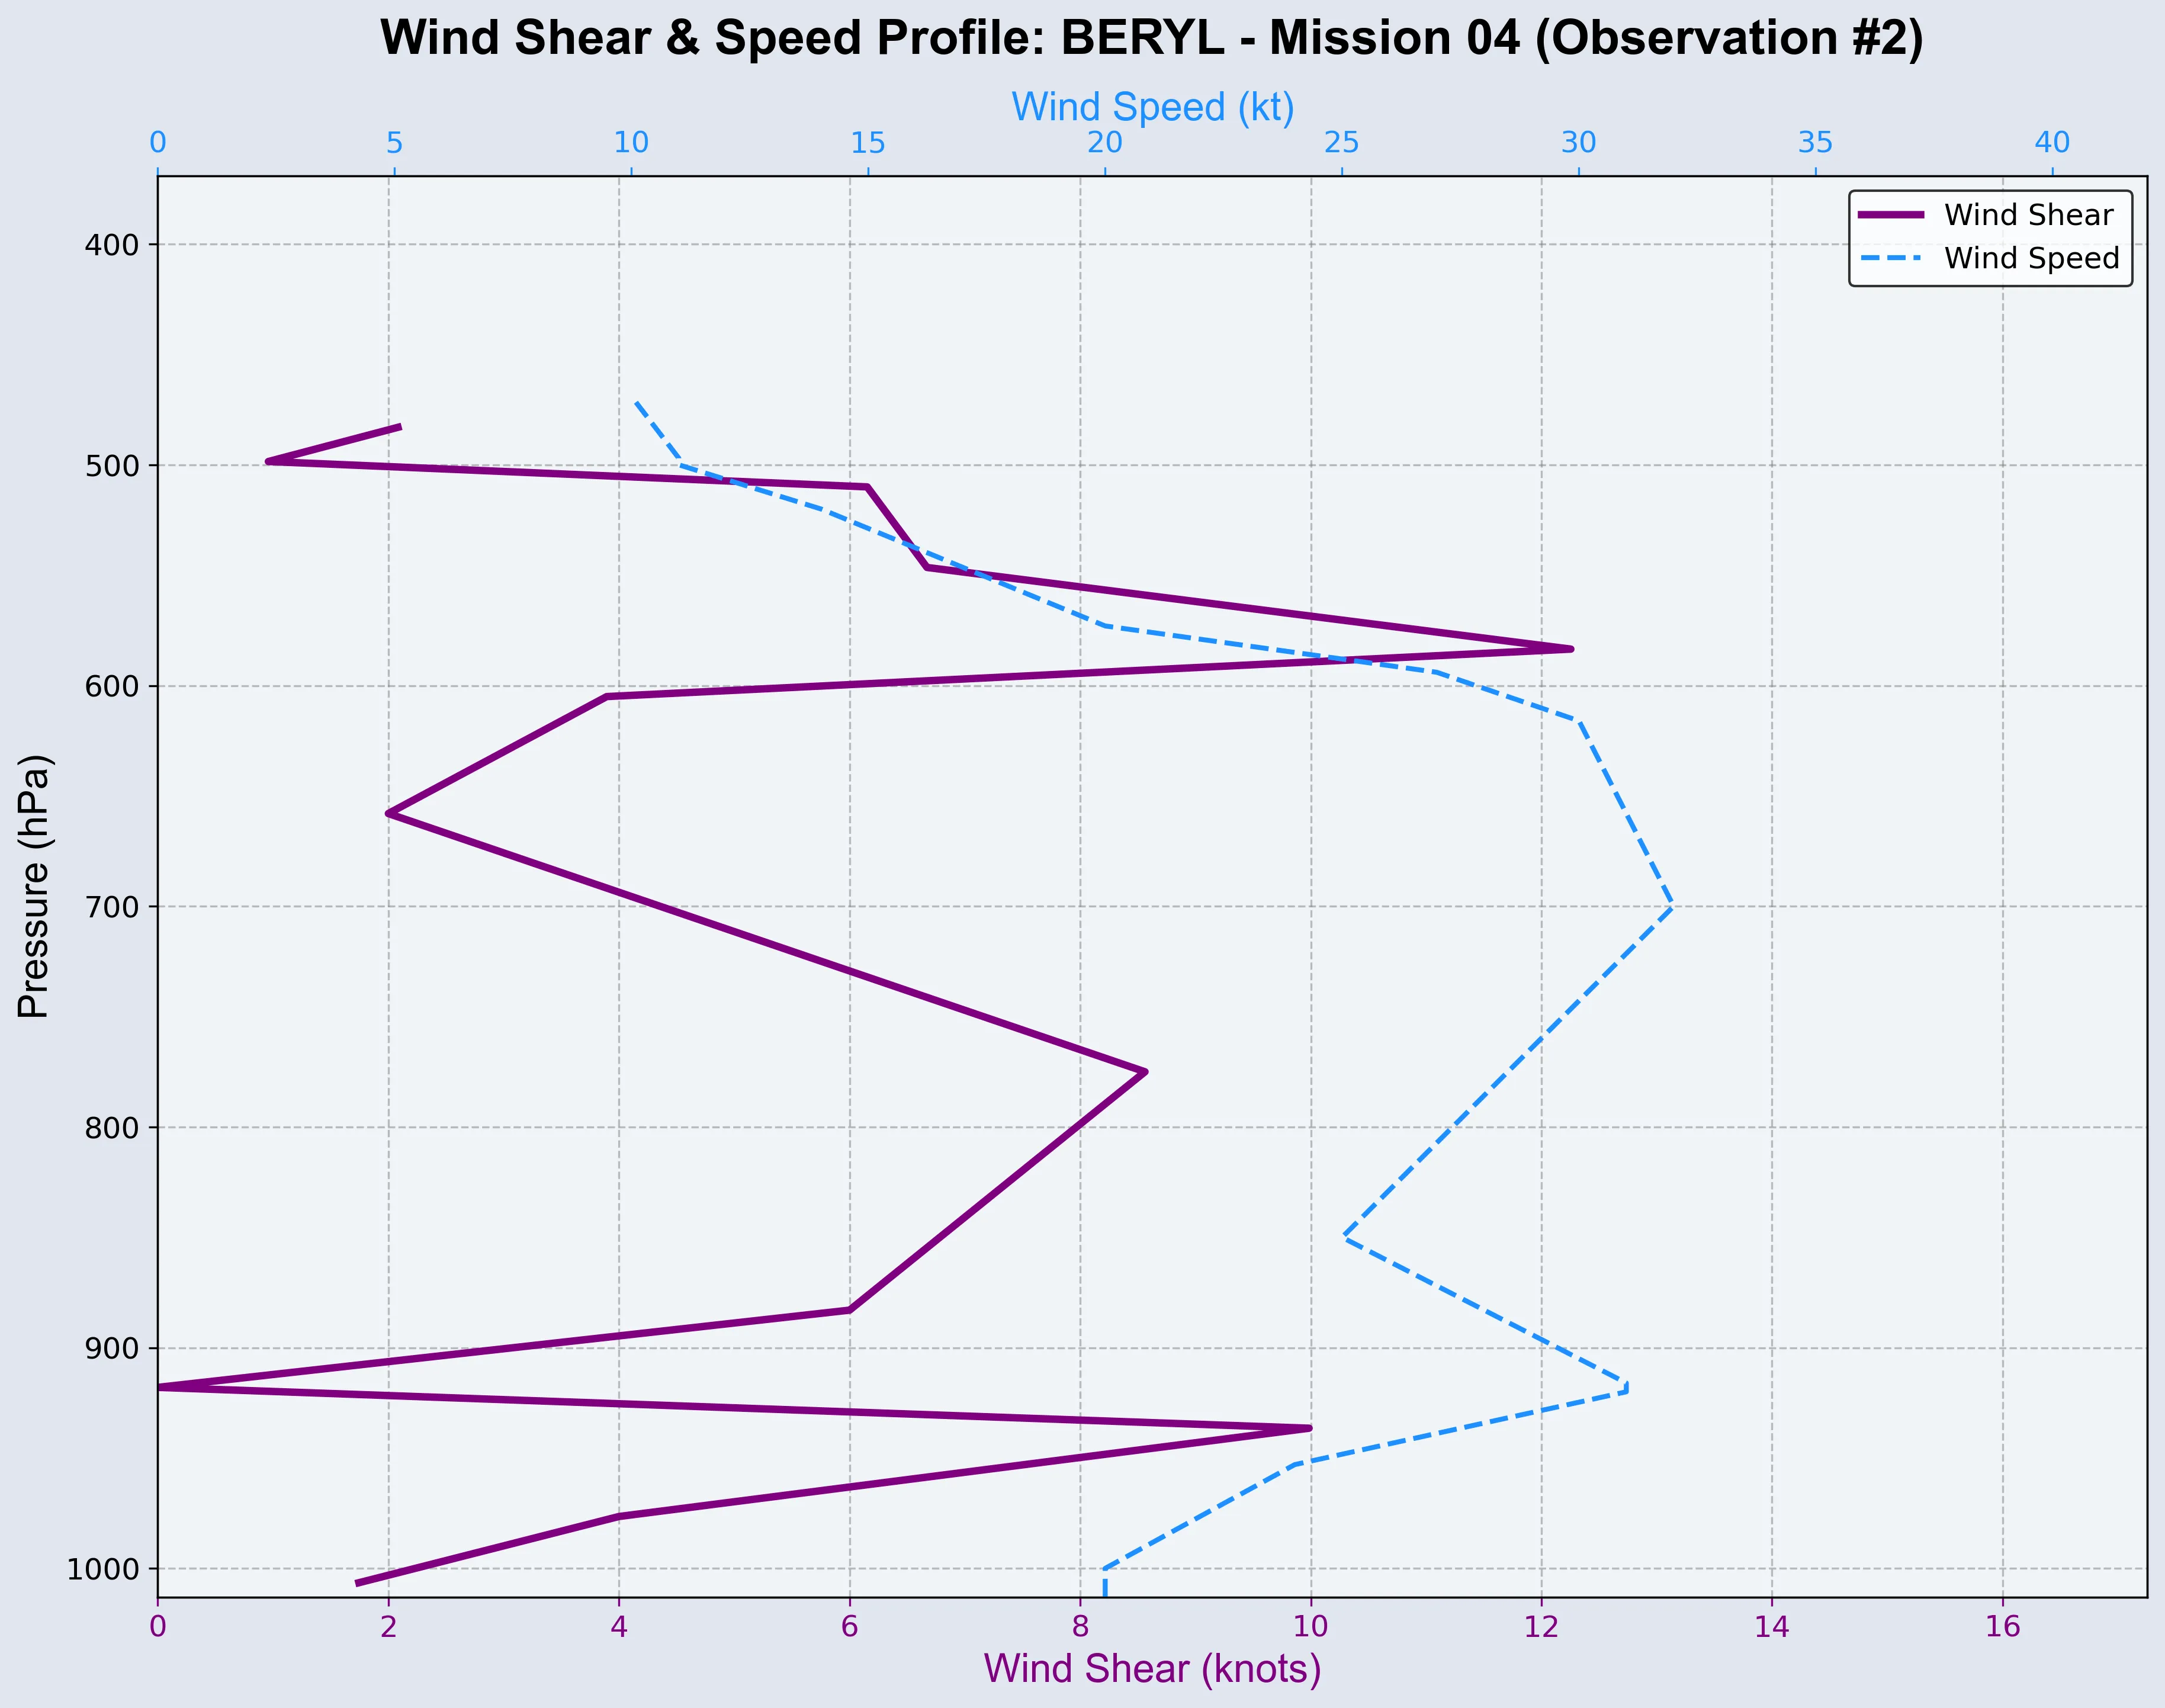 Wind Shear & Speed Profile: BERYL - Mission 04 (Observation #2)
Wind Speed (kt)
0 5 10 15 20 25 30 35 40
Wind Shear
Wind Speed
400
500
600
700
800
900
1000
Pressure (hPa)
0 2 4 6 8 10 12 14 16
Wind Shear (knots)